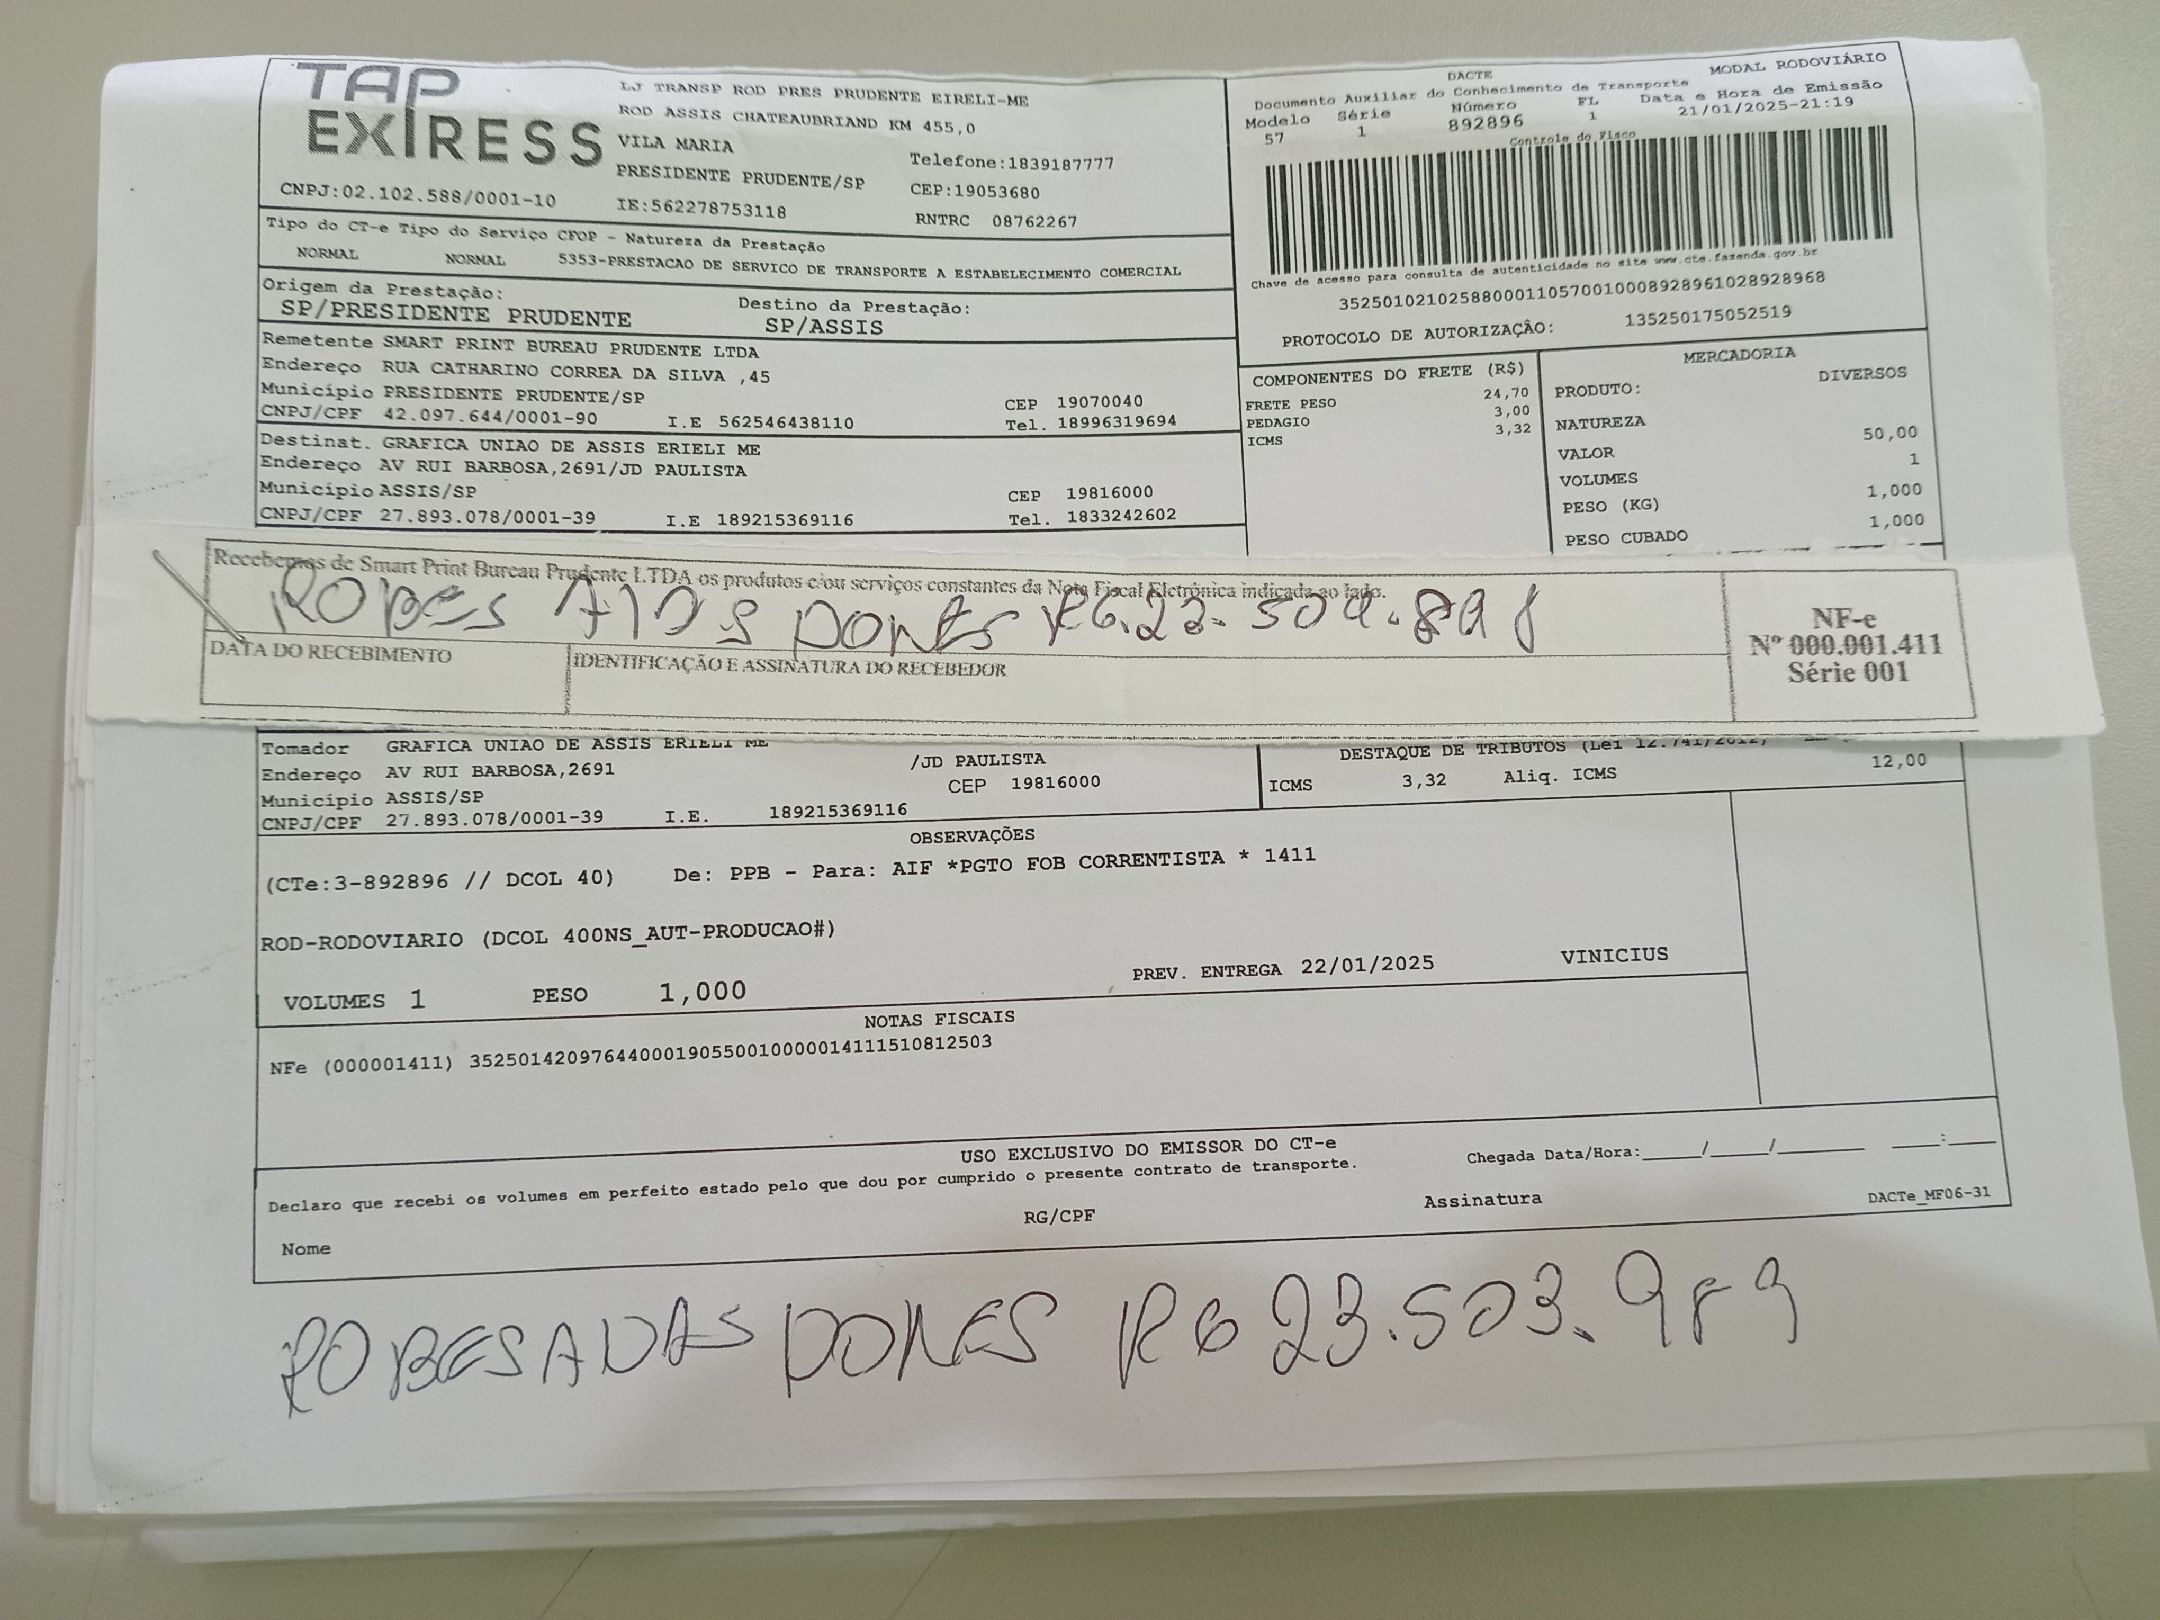 TAP
EXIRESS
CNPJ:02.102.588/0001-10
LJ TRANSP ROD PRES PRUDENTE EIRELI-ME
ROD ASSIS CHATEAUBRIAND KM 455,0
VILA MARIA
Telefone:1839187777
PRESIDENTE PRUDENTE/SP
CEP:19053680
IE:562278753118
RNTRC 08762267
DACTE
MODAL RODOVIÁRIO
Documento Auxiliar do Conhecimento de Transporte
Modelo Série Número FL Data e Hora de Emissão
57 1 892896 1 21/01/2025-21:19
Controle do Fisco
Chave de acesso para consulta de autenticidade no site www.cte.fazenda.gov.br
35250102102588000110570010008928961028928968
PROTOCOLO DE AUTORIZAÇÃO: 135250175052519
Tipo do CT-e Tipo do Serviço CFOP - Natureza da Prestação
NORMAL NORMAL 5353-PRESTACAO DE SERVICO DE TRANSPORTE A ESTABELECIMENTO COMERCIAL
Origem da Prestação: Destino da Prestação:
SP/PRESIDENTE PRUDENTE SP/ASSIS
Remetente SMART PRINT BUREAU PRUDENTE LTDA
Endereço RUA CATHARINO CORREA DA SILVA ,45
Município PRESIDENTE PRUDENTE/SP CEP 19070040
CNPJ/CPF 42.097.644/0001-90 I.E 562546438110 Tel. 18996319694
Destinat. GRAFICA UNIAO DE ASSIS ERIELI ME
Endereço AV RUI BARBOSA,2691/JD PAULISTA
Município ASSIS/SP CEP 19816000
CNPJ/CPF 27.893.078/0001-39 I.E 189215369116 Tel. 1833242602
COMPONENTES DO FRETE (R$)
FRETE PESO 24,70
PEDAGIO 3,00
ICMS 3,32
MERCADORIA
PRODUTO: DIVERSOS
NATUREZA
VALOR 50,00
VOLUMES 1
PESO (KG) 1,000
PESO CUBADO 1,000
Recebemos de Smart Print Bureau Prudente LTDA os produtos e/ou serviços constantes da Nota Fiscal Eletrônica indicada ao lado.
DATA DO RECEBIMENTO
IDENTIFICAÇÃO E ASSINATURA DO RECEBEDOR
NF-e
Nº 000.001.411
Série 001
Tomador GRAFICA UNIAO DE ASSIS ERIELI ME
Endereço AV RUI BARBOSA,2691 /JD PAULISTA
Município ASSIS/SP CEP 19816000
CNPJ/CPF 27.893.078/0001-39 I.E. 189215369116
DESTAQUE DE TRIBUTOS (Lei 12.741/2012)
ICMS 3,32 Aliq. ICMS 12,00
OBSERVAÇÕES
(CTe:3-892896 // DCOL 40) De: PPB - Para: AIF *PGTO FOB CORRENTISTA * 1411
ROD-RODOVIARIO (DCOL 400NS_AUT-PRODUCAO#)
VOLUMES 1 PESO 1,000 PREV. ENTREGA 22/01/2025 VINICIUS
NOTAS FISCAIS
NFe (000001411) 35250142097644000190550010000014111510812503
USO EXCLUSIVO DO EMISSOR DO CT-e
Declaro que recebi os volumes em perfeito estado pelo que dou por cumprido o presente contrato de transporte.
Chegada Data/Hora:_____/_____/________ ____:____
Nome RG/CPF Assinatura DACTe_MF06-31
DONES RG 23.503.